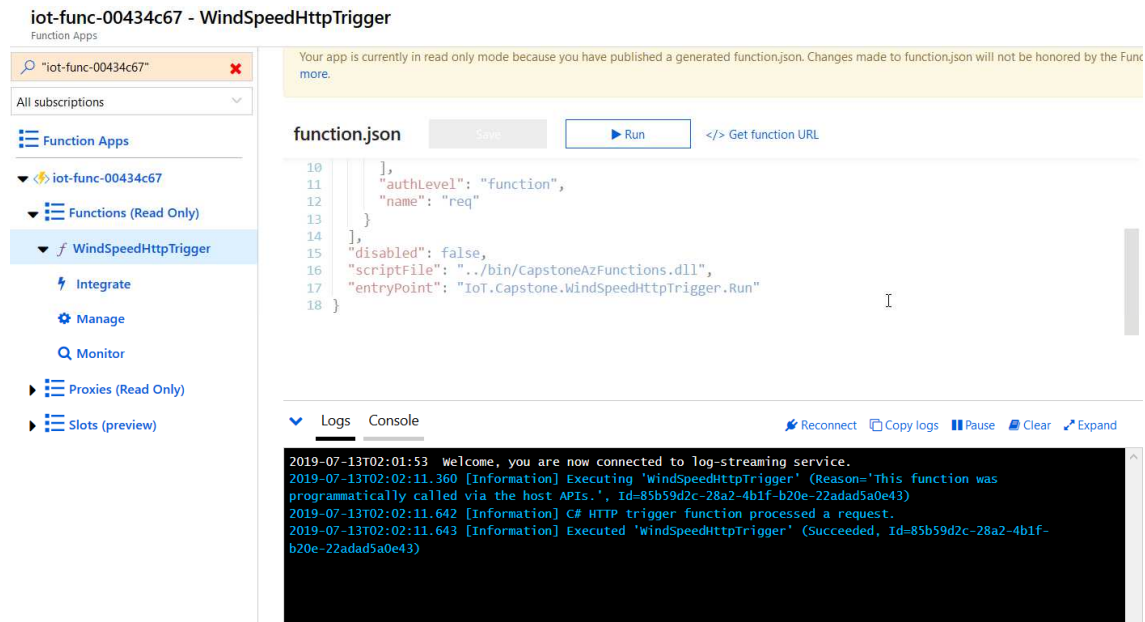 iot-func-00434c67 - WindSpeedHttpTrigger
Function Apps
"iot-func-00434c67"
All subscriptions
Function Apps
iot-func-00434c67
Functions (Read Only)
f WindSpeedHttpTrigger
Integrate
Manage
Monitor
Proxies (Read Only)
Slots (preview)
Your app is currently in read only mode because you have published a generated function.json. Changes made to function.json will not be honored by the Func
more.
function.json Save Run </> Get function URL
10 ],
11 "authLevel": "function",
12 "name": "req"
13 }
14 ],
15 "disabled": false,
16 "scriptFile": "../bin/CapstoneAzFunctions.dll",
17 "entryPoint": "IoT.Capstone.WindSpeedHttpTrigger.Run"
18 }
Logs Console Reconnect Copy logs Pause Clear Expand
2019-07-13T02:01:53 Welcome, you are now connected to log-streaming service.
2019-07-13T02:02:11.360 [Information] Executing 'WindSpeedHttpTrigger' (Reason='This function was
programmatically called via the host APIs.', Id=85b59d2c-28a2-4b1f-b20e-22adad5a0e43)
2019-07-13T02:02:11.642 [Information] C# HTTP trigger function processed a request.
2019-07-13T02:02:11.643 [Information] Executed 'WindSpeedHttpTrigger' (Succeeded, Id=85b59d2c-28a2-4b1f-
b20e-22adad5a0e43)